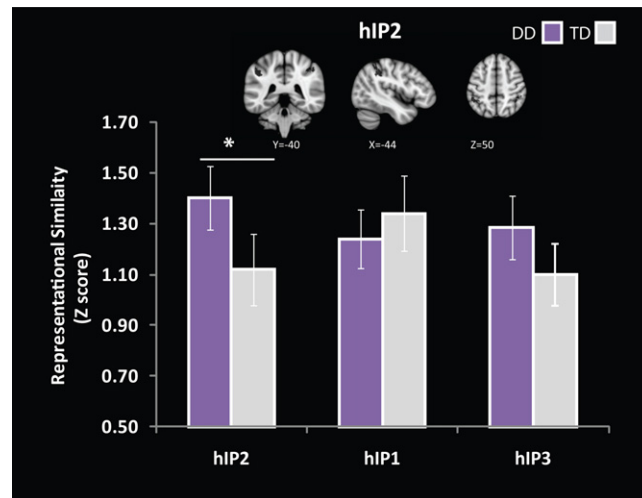 hIP2
DD TD
Y=-40 X=-44 Z=50
Representational Similaity
(Z score)
1.70
1.50
1.30
1.10
0.90
0.70
0.50
*
hIP2 hIP1 hIP3